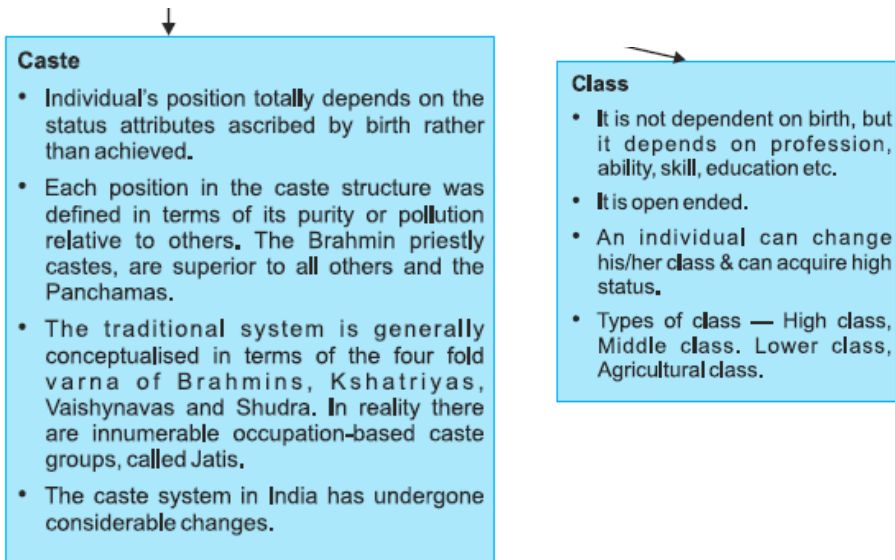 Caste
• Individual's position totally depends on the
status attributes ascribed by birth rather
than achieved.
• Each position in the caste structure was
defined in terms of its purity or pollution
relative to others. The Brahmin priestly
castes, are superior to all others and the
Panchamas.
• The traditional system is generally
conceptualised in terms of the four fold
varna of Brahmins, Kshatriyas,
Vaishynavas and Shudra. In reality there
are innumerable occupation-based caste
groups, called Jatis.
• The caste system in India has undergone
considerable changes.
Class
• It is not dependent on birth, but
it depends on profession,
ability, skill, education etc.
• It is open ended.
• An individual can change
his/her class & can acquire high
status.
• Types of class — High class,
Middle class. Lower class,
Agricultural class.